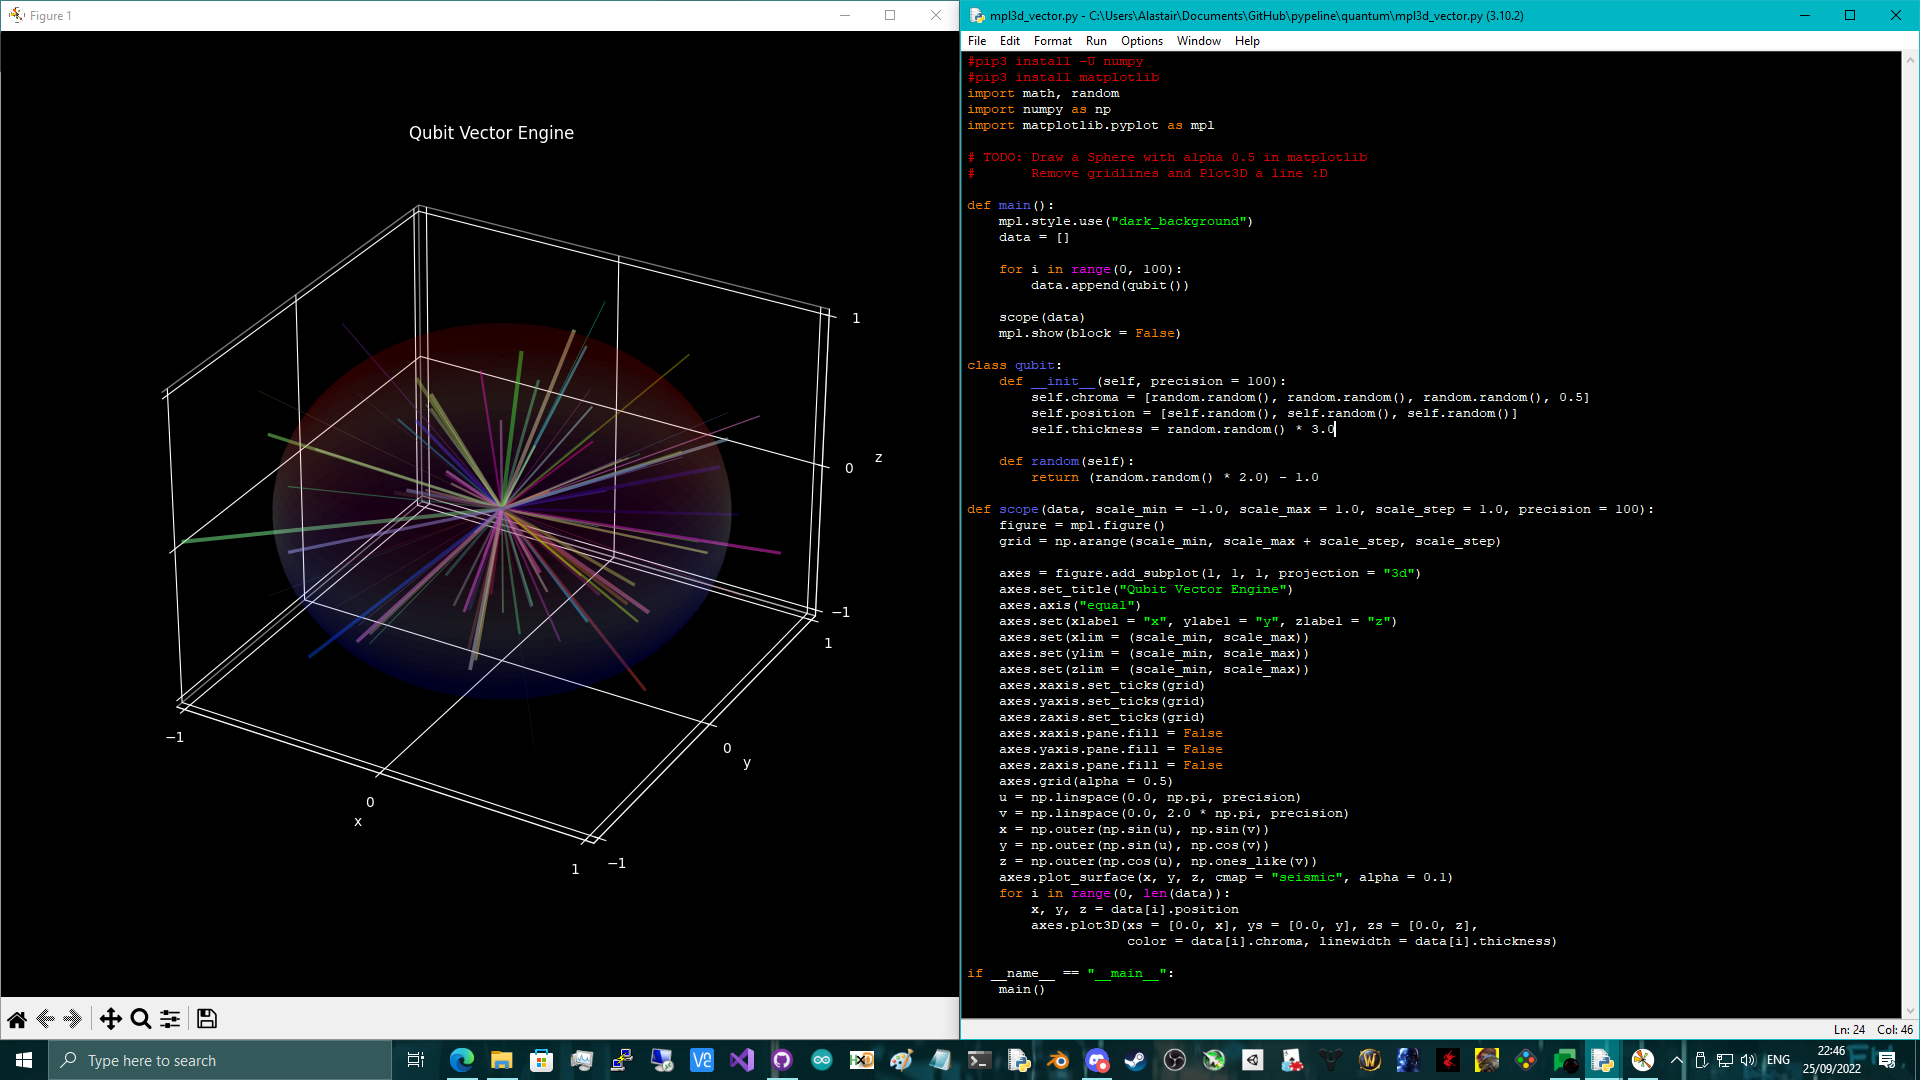 Figure 1
Qubit Vector Engine
1
0
z
−1
1
−1
0
y
0
x
1
−1
mpl3d_vector.py - C:\Users\Alastair\Documents\GitHub\pypeline\quantum\mpl3d_vector.py (3.10.2)
File Edit Format Run Options Window Help
#pip3 install -U numpy
#pip3 install matplotlib
import math, random
import numpy as np
import matplotlib.pyplot as mpl
# TODO: Draw a Sphere with alpha 0.5 in matplotlib
#       Remove gridlines and Plot3D a line :D
def main():
    mpl.style.use("dark_background")
    data = []
    for i in range(0, 100):
        data.append(qubit())
    scope(data)
    mpl.show(block = False)
class qubit:
    def __init__(self, precision = 100):
        self.chroma = [random.random(), random.random(), random.random(), 0.5]
        self.position = [self.random(), self.random(), self.random()]
        self.thickness = random.random() * 3.0
    def random(self):
        return (random.random() * 2.0) - 1.0
def scope(data, scale_min = -1.0, scale_max = 1.0, scale_step = 1.0, precision = 100):
    figure = mpl.figure()
    grid = np.arange(scale_min, scale_max + scale_step, scale_step)
    axes = figure.add_subplot(1, 1, 1, projection = "3d")
    axes.set_title("Qubit Vector Engine")
    axes.axis("equal")
    axes.set(xlabel = "x", ylabel = "y", zlabel = "z")
    axes.set(xlim = (scale_min, scale_max))
    axes.set(ylim = (scale_min, scale_max))
    axes.set(zlim = (scale_min, scale_max))
    axes.xaxis.set_ticks(grid)
    axes.yaxis.set_ticks(grid)
    axes.zaxis.set_ticks(grid)
    axes.xaxis.pane.fill = False
    axes.yaxis.pane.fill = False
    axes.zaxis.pane.fill = False
    axes.grid(alpha = 0.5)
    u = np.linspace(0.0, np.pi, precision)
    v = np.linspace(0.0, 2.0 * np.pi, precision)
    x = np.outer(np.sin(u), np.sin(v))
    y = np.outer(np.sin(u), np.cos(v))
    z = np.outer(np.cos(u), np.ones_like(v))
    axes.plot_surface(x, y, z, cmap = "seismic", alpha = 0.1)
    for i in range(0, len(data)):
        x, y, z = data[i].position
        axes.plot3D(xs = [0.0, x], ys = [0.0, y], zs = [0.0, z],
                    color = data[i].chroma, linewidth = data[i].thickness)
if __name__ == "__main__":
    main()
Ln: 24 Col: 46
Type here to search
ENG
22:46
25/09/2022